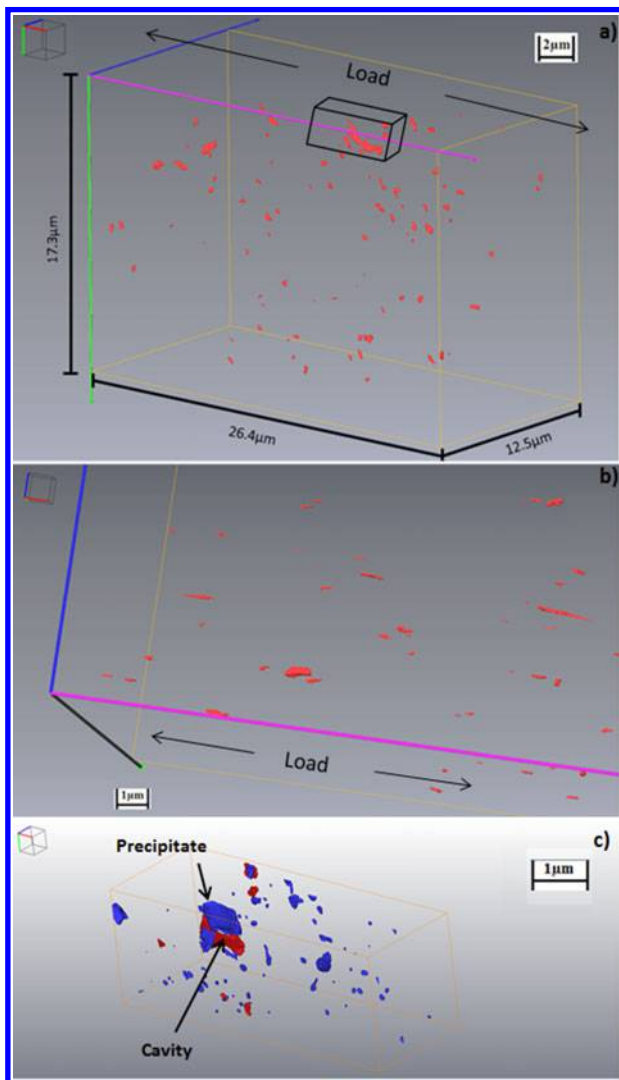 a)
2µm
Load
17.3µm
26.4µm
12.5µm
b)
Load
1µm
c)
Precipitate
1µm
Cavity